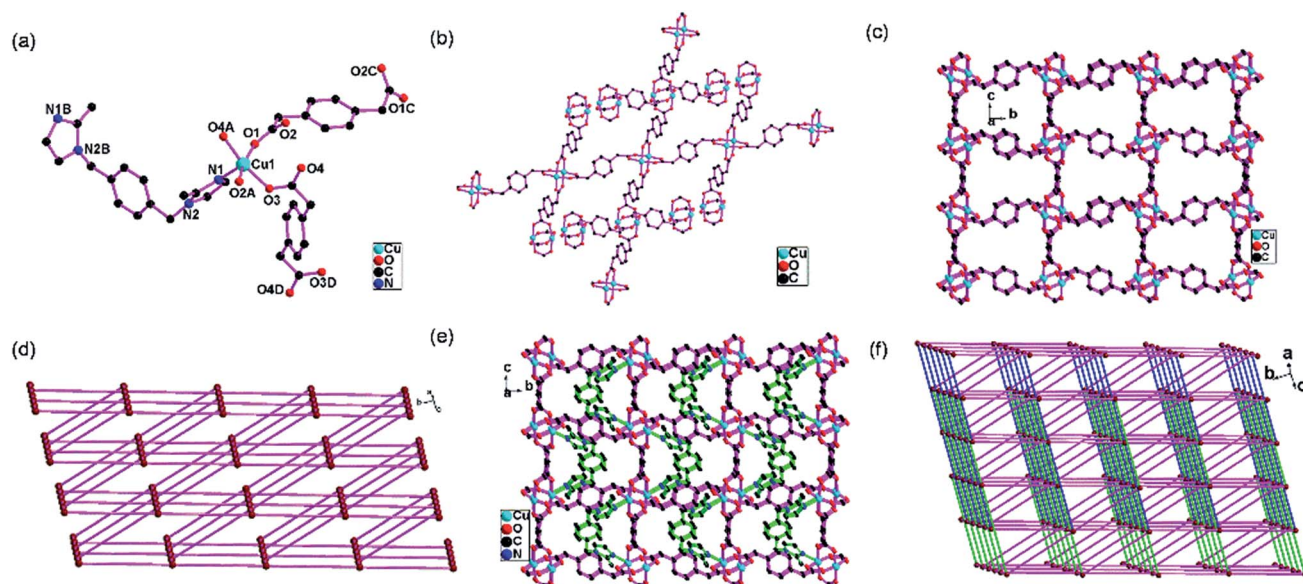 (a)
O2C
O1C
N1B
N2B
O4A
O1
O2
Cu1
N1
O4
O2A
O3
N2
O3D
O4D
Cu
O
C
N
(b)
Cu
O
C
(c)
c
a
b
Cu
O
C
(d)
a
b
c
(e)
c
a
b
Cu
O
C
N
(f)
a
b
c